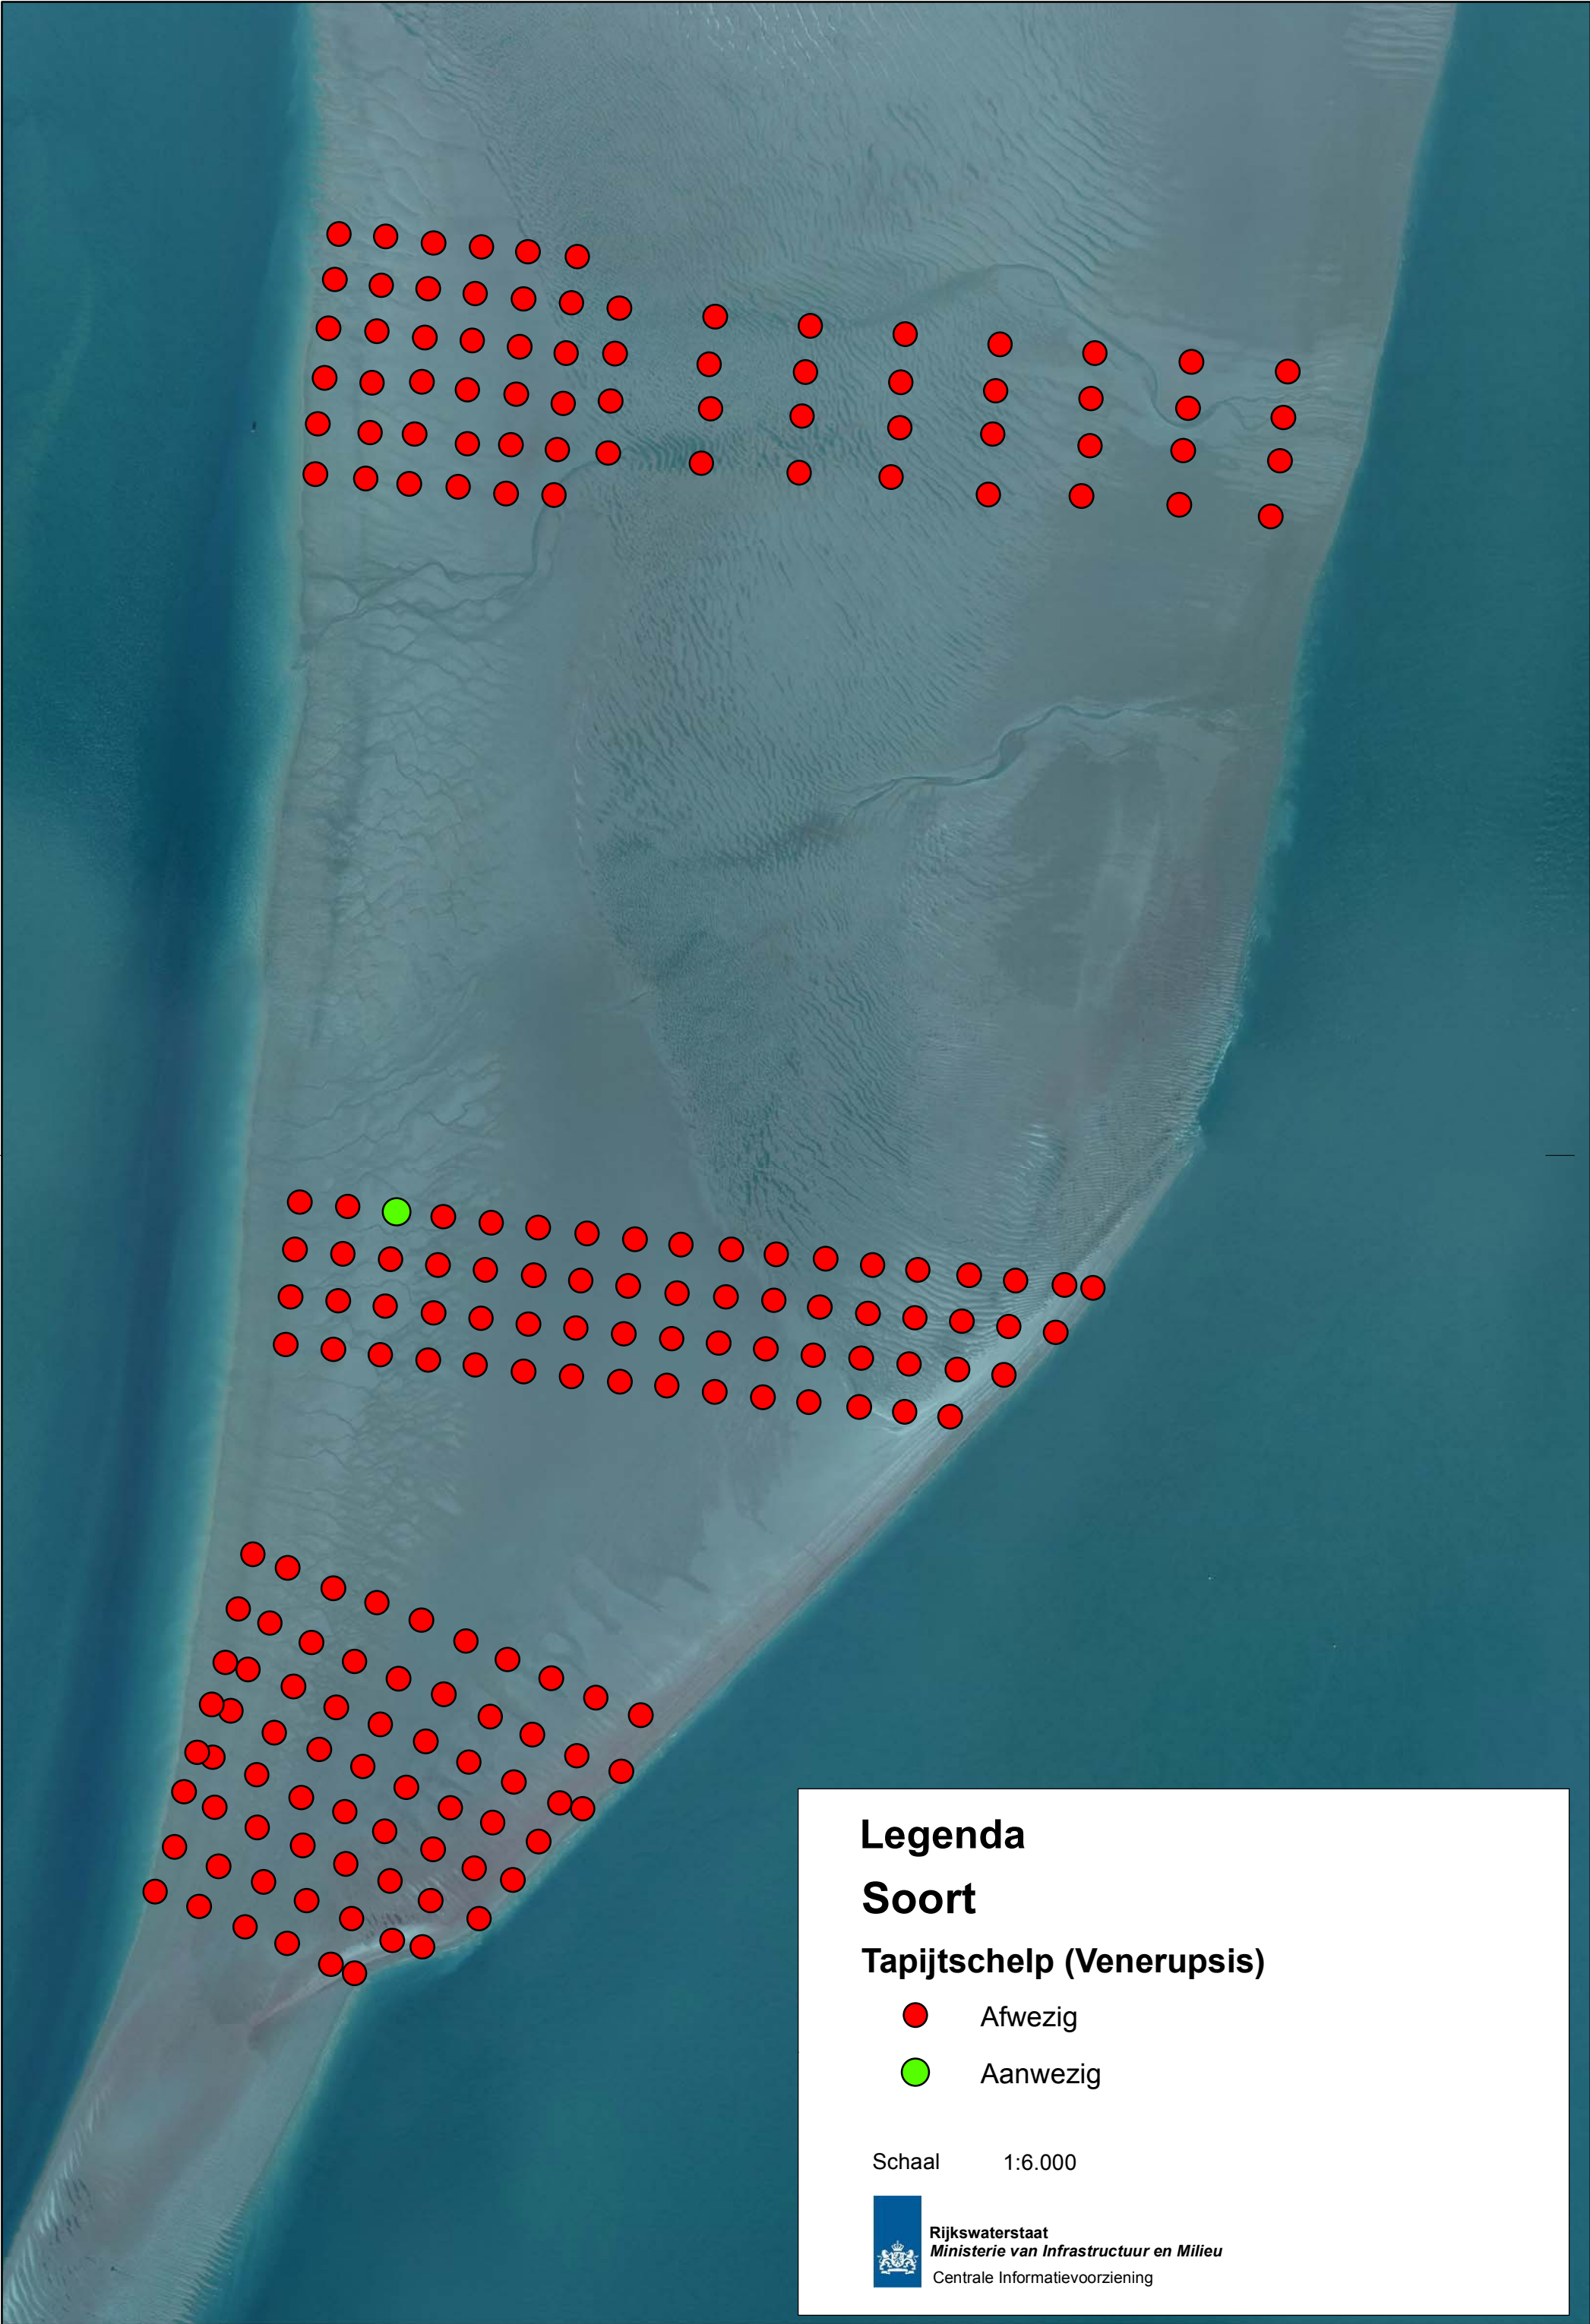 Legenda
Soort
Tapijtschelp (Venerupsis)
Afwezig
Aanwezig
Schaal 1:6.000
Rijkswaterstaat
Ministerie van Infrastructuur en Milieu
Centrale Informatievoorziening